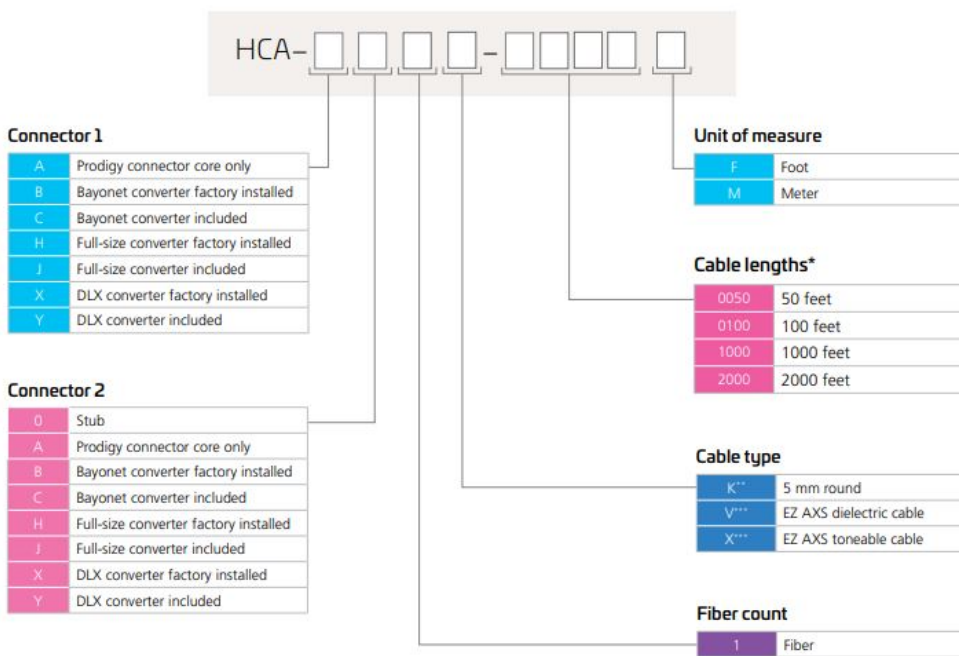 HCA- -
Connector 1
A Prodigy connector core only
B Bayonet converter factory installed
C Bayonet converter included
H Full-size converter factory installed
J Full-size converter included
X DLX converter factory installed
Y DLX converter included
Connector 2
0 Stub
A Prodigy connector core only
B Bayonet converter factory installed
C Bayonet converter included
H Full-size converter factory installed
J Full-size converter included
X DLX converter factory installed
Y DLX converter included
Unit of measure
F Foot
M Meter
Cable lengths*
0050 50 feet
0100 100 feet
1000 1000 feet
2000 2000 feet
Cable type
K** 5 mm round
V*** EZ AXS dielectric cable
X*** EZ AXS toneable cable
Fiber count
1 Fiber